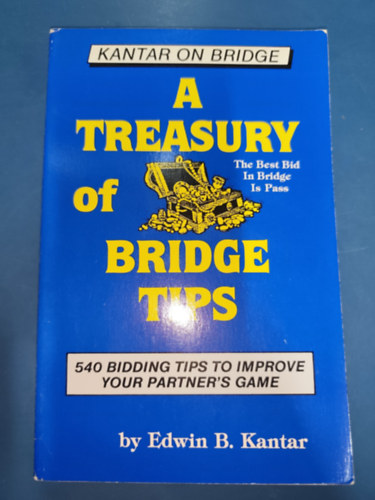 KANTAR ON BRIDGE
A
TREASURY
The Best Bid
In Bridge
Is Pass
of
BRIDGE
TIPS
540 BIDDING TIPS TO IMPROVE
YOUR PARTNER'S GAME
by Edwin B. Kantar